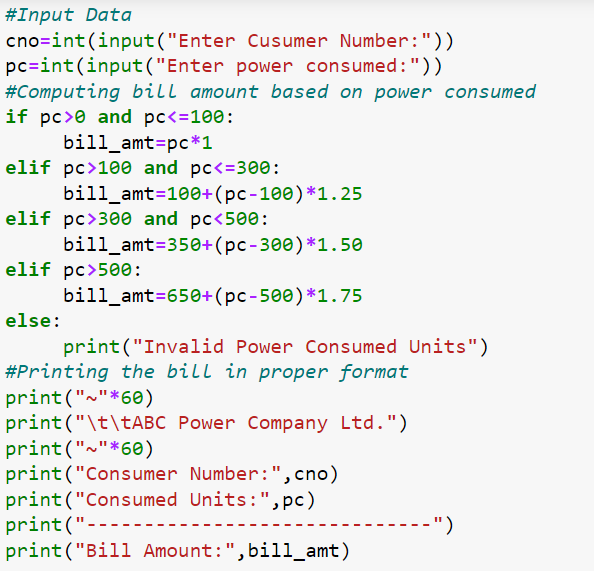 #Input Data
cno=int(input("Enter Cusumer Number:"))
pc=int(input("Enter power consumed:"))
#Computing bill amount based on power consumed
if pc>0 and pc<=100:
     bill_amt=pc*1
elif pc>100 and pc<=300:
     bill_amt=100+(pc-100)*1.25
elif pc>300 and pc<500:
     bill_amt=350+(pc-300)*1.50
elif pc>500:
     bill_amt=650+(pc-500)*1.75
else:
     print("Invalid Power Consumed Units")
#Printing the bill in proper format
print("~"*60)
print("\t\tABC Power Company Ltd.")
print("~"*60)
print("Consumer Number:",cno)
print("Consumed Units:",pc)
print("------------------------------")
print("Bill Amount:",bill_amt)